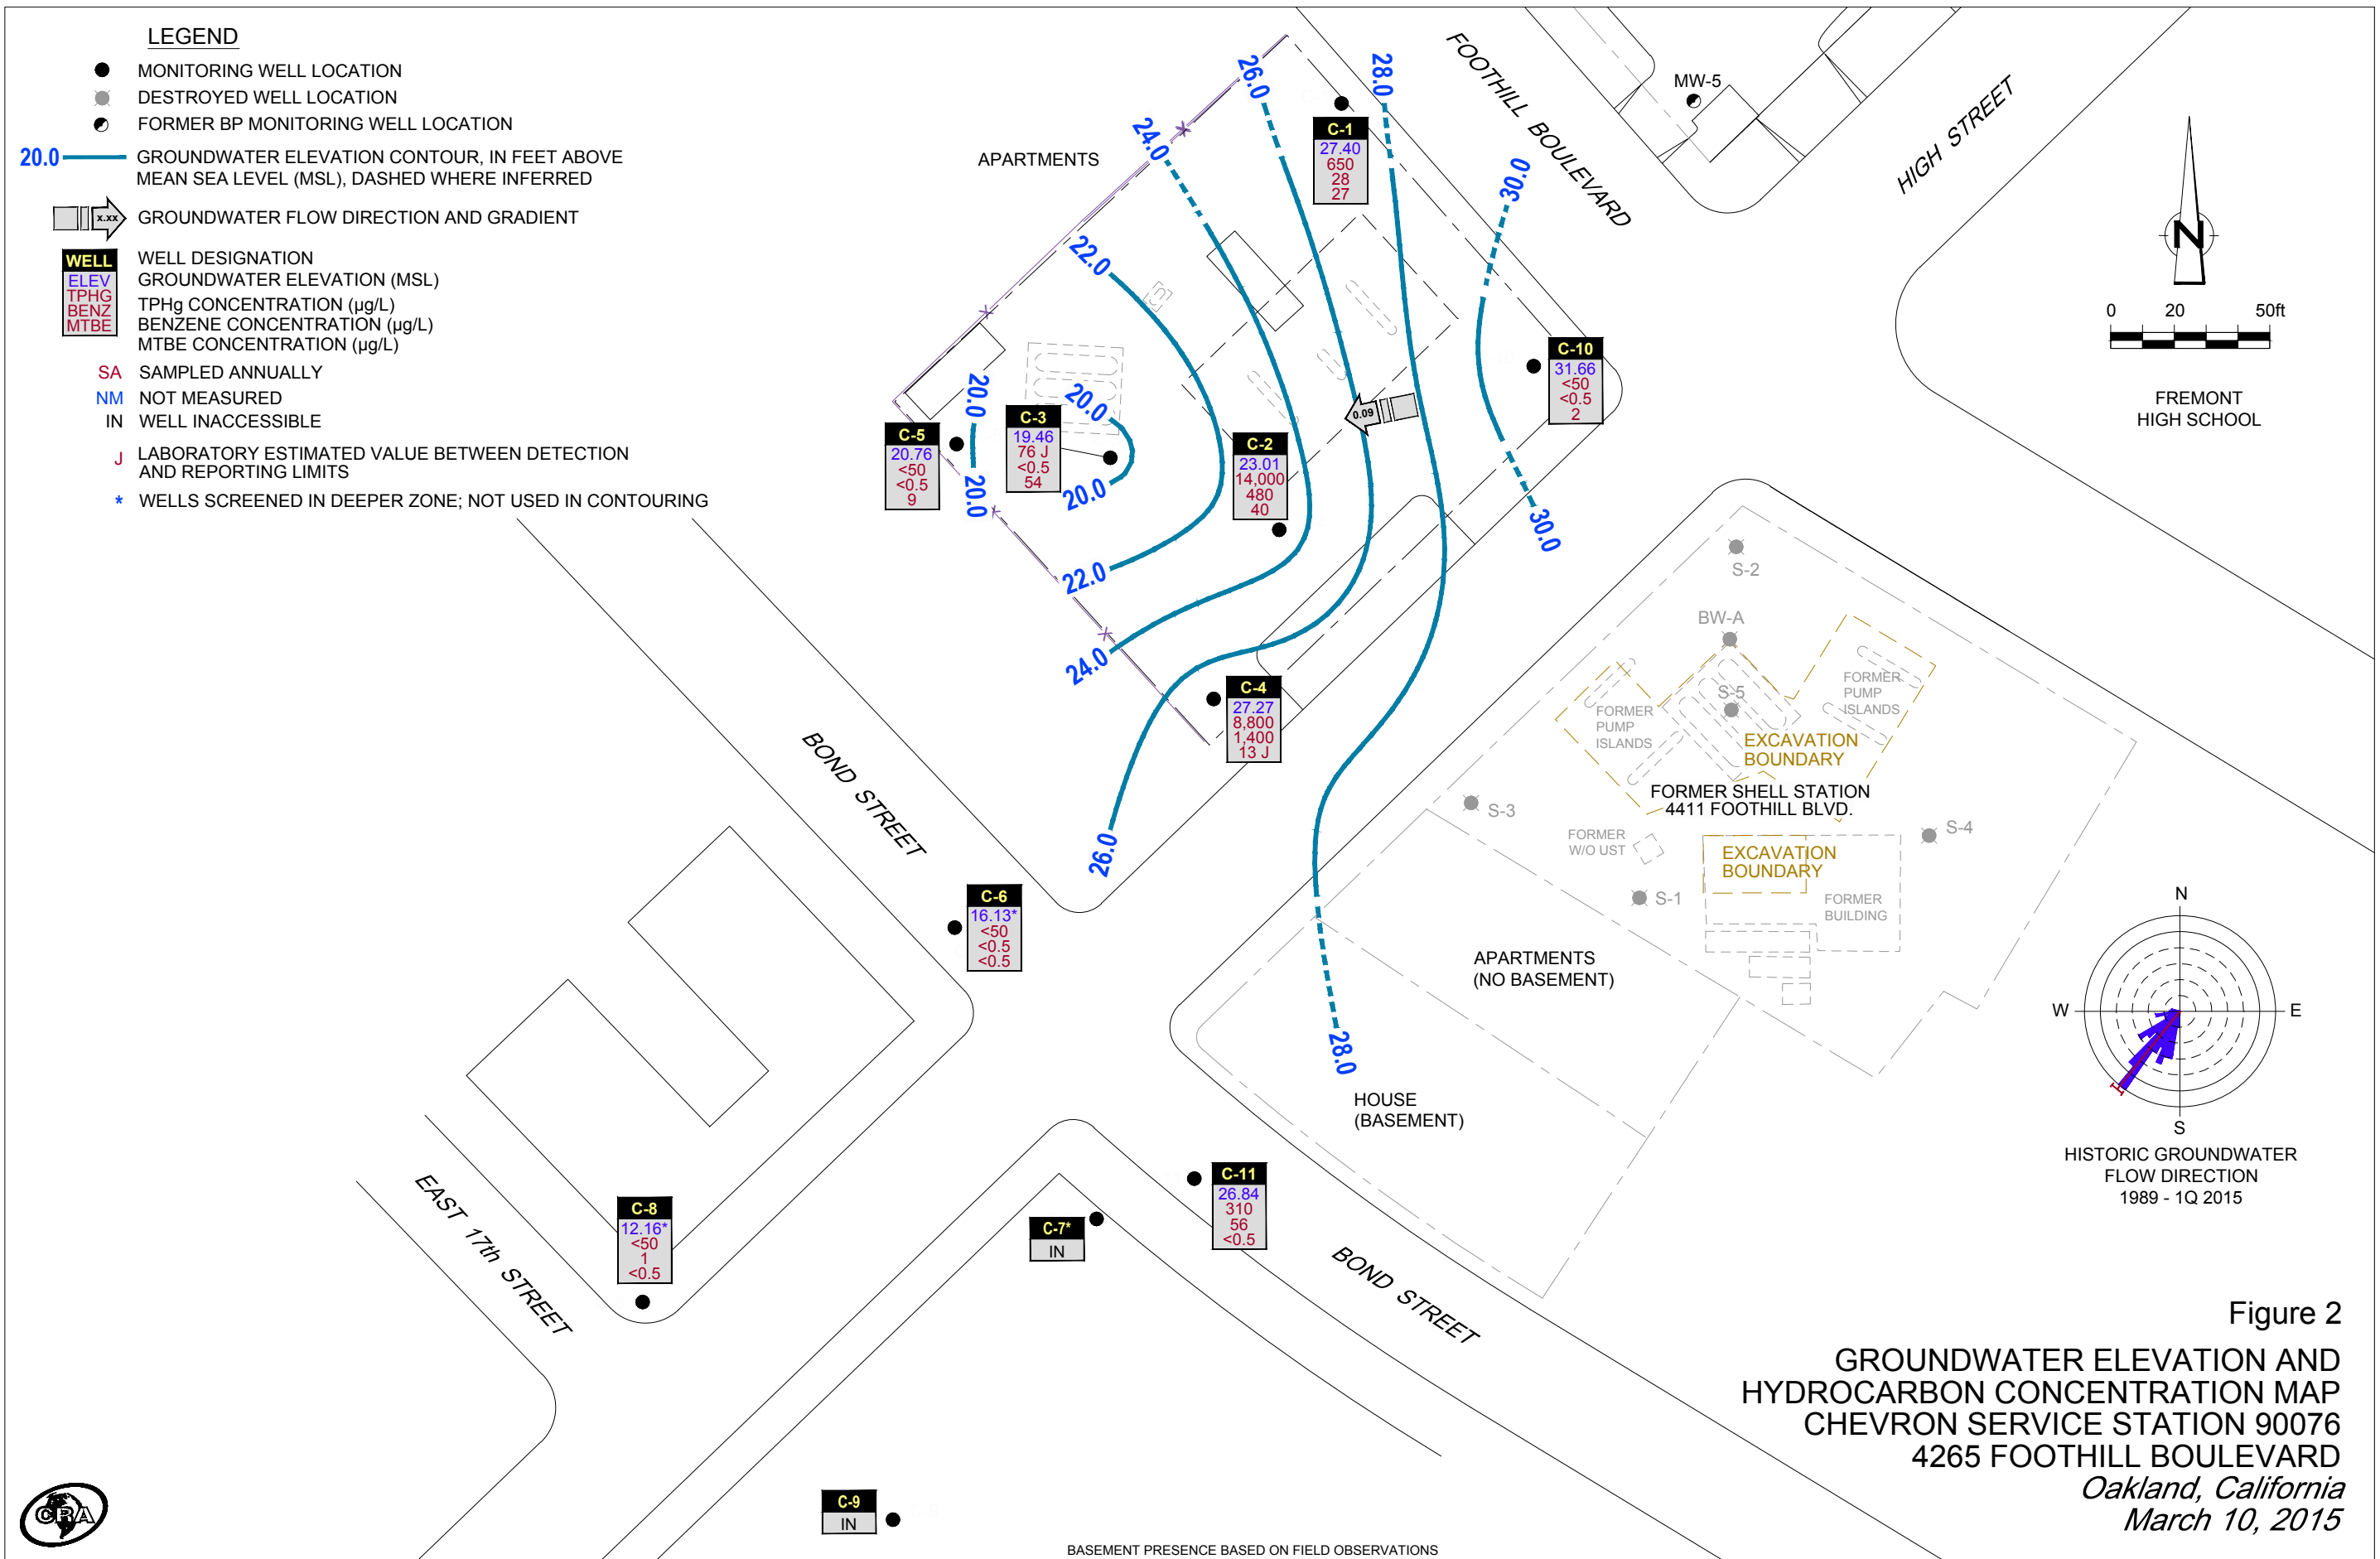 LEGEND
MONITORING WELL LOCATION
DESTROYED WELL LOCATION
FORMER BP MONITORING WELL LOCATION
20.0
GROUNDWATER ELEVATION CONTOUR, IN FEET ABOVE
MEAN SEA LEVEL (MSL), DASHED WHERE INFERRED
x.xx
GROUNDWATER FLOW DIRECTION AND GRADIENT
WELL
ELEV
TPHG
BENZ
MTBE
WELL DESIGNATION
GROUNDWATER ELEVATION (MSL)
TPHg CONCENTRATION (µg/L)
BENZENE CONCENTRATION (µg/L)
MTBE CONCENTRATION (µg/L)
SA SAMPLED ANNUALLY
NM NOT MEASURED
IN WELL INACCESSIBLE
J LABORATORY ESTIMATED VALUE BETWEEN DETECTION
AND REPORTING LIMITS
* WELLS SCREENED IN DEEPER ZONE; NOT USED IN CONTOURING
APARTMENTS
24.0
26.0
28.0
C-1
27.40
650
28
27
FOOTHILL BOULEVARD
MW-5
HIGH STREET
N
0 20 50ft
FREMONT
HIGH SCHOOL
30.0
22.0
20.0
20.0
C-5
20.76
<50
<0.5
9
C-3
19.46
76 J
<0.5
54
20.0
20.0
C-2
23.01
14,000
480
40
0.09
C-10
31.66
<50
<0.5
2
30.0
22.0
24.0
C-4
27.27
8,800
1,400
13 J
26.0
28.0
S-2
BW-A
S-5
FORMER
PUMP
ISLANDS
FORMER
PUMP
ISLANDS
EXCAVATION
BOUNDARY
FORMER SHELL STATION
4411 FOOTHILL BLVD.
S-3
S-4
FORMER
W/O UST
EXCAVATION
BOUNDARY
S-1
FORMER
BUILDING
BOND STREET
C-6
16.13*
<50
<0.5
<0.5
APARTMENTS
(NO BASEMENT)
HOUSE
(BASEMENT)
N
W
E
S
HISTORIC GROUNDWATER
FLOW DIRECTION
1989 - 1Q 2015
EAST 17th STREET
C-8
12.16*
<50
1
<0.5
C-7*
IN
C-11
26.84
310
56
<0.5
BOND STREET
C-9
IN
CRA
BASEMENT PRESENCE BASED ON FIELD OBSERVATIONS
Figure 2
GROUNDWATER ELEVATION AND
HYDROCARBON CONCENTRATION MAP
CHEVRON SERVICE STATION 90076
4265 FOOTHILL BOULEVARD
Oakland, California
March 10, 2015